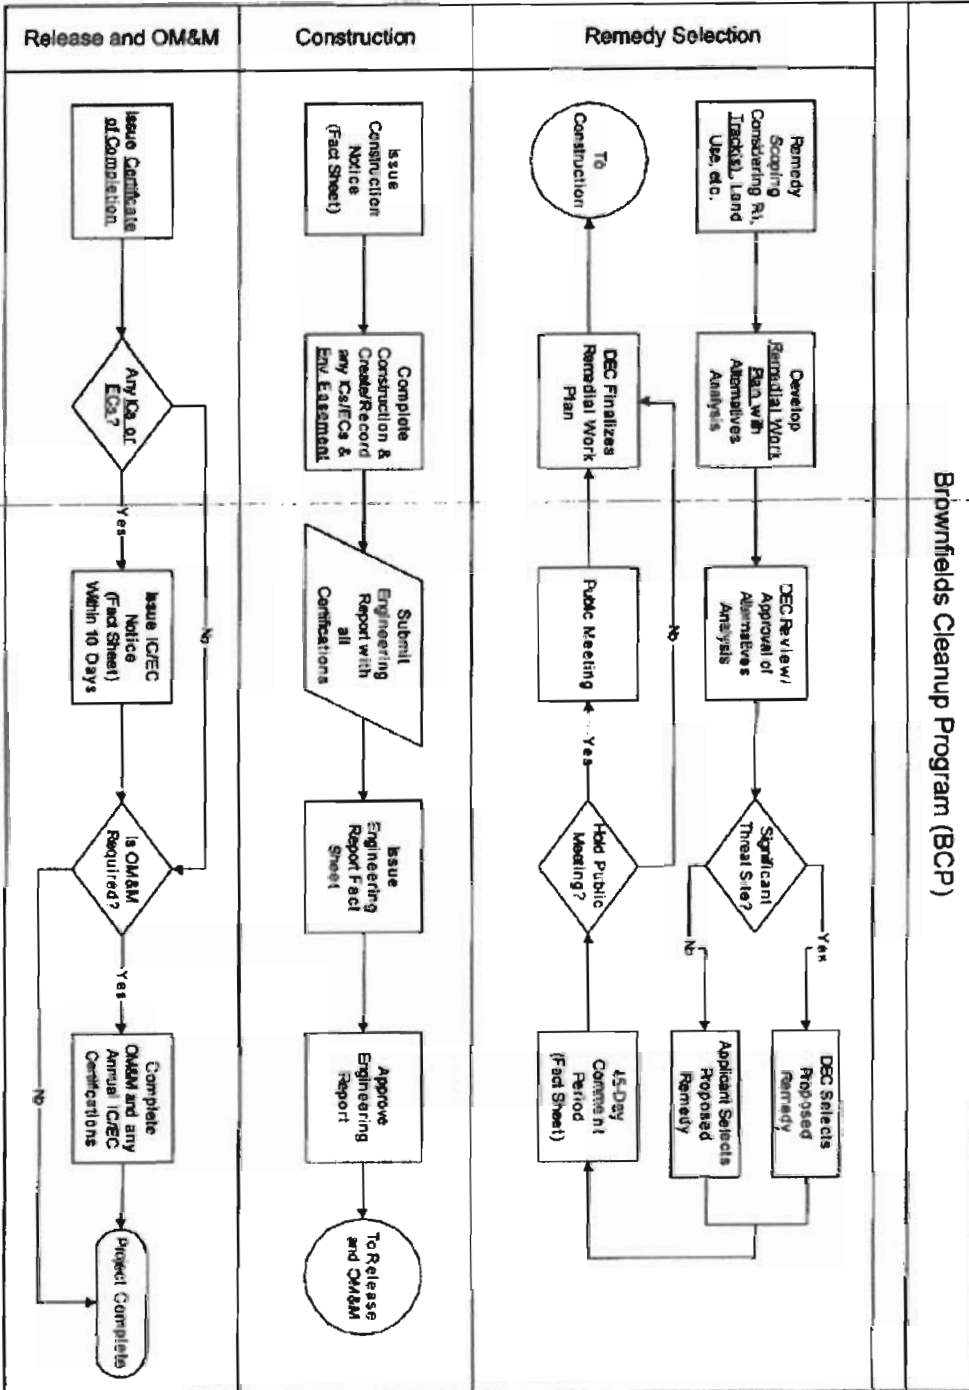 Brownfields Cleanup Program (BCP)
Remedy Selection
Remedy
Scoping
Considering RI,
Track(s), Land
Use, etc.
Develop
Remedial Work
Plan with
Alternatives
Analysis
DEC Review/
Approval of
Alternatives
Analysis
Significant
Threat Site?
Yes
No
DEC Selects
Proposed
Remedy
Applicant Selects
Proposed
Remedy
45-Day
Comment
Period
(Fact Sheet)
Hold Public
Meeting?
Yes
No
Public Meeting
DEC Finalizes
Remedial Work
Plan
To
Construction
Construction
Issue
Construction
Notice
(Fact Sheet)
Complete
Construction &
Create/Record
any ICs/ECs &
Env Easement
Submit
Engineering
Report with
all
Certifications
Issue
Engineering
Report Fact
Sheet
Approve
Engineering
Report
To Release
and OM&M
Release and OM&M
Issue Certificate
of Completion
Any ICs or
ECs?
Yes
No
Issue IC/EC
Notice
(Fact Sheet)
Within 10 Days
Is OM&M
Required?
Yes
No
Complete
OM&M and any
Annual IC/EC
Certifications
Project Complete